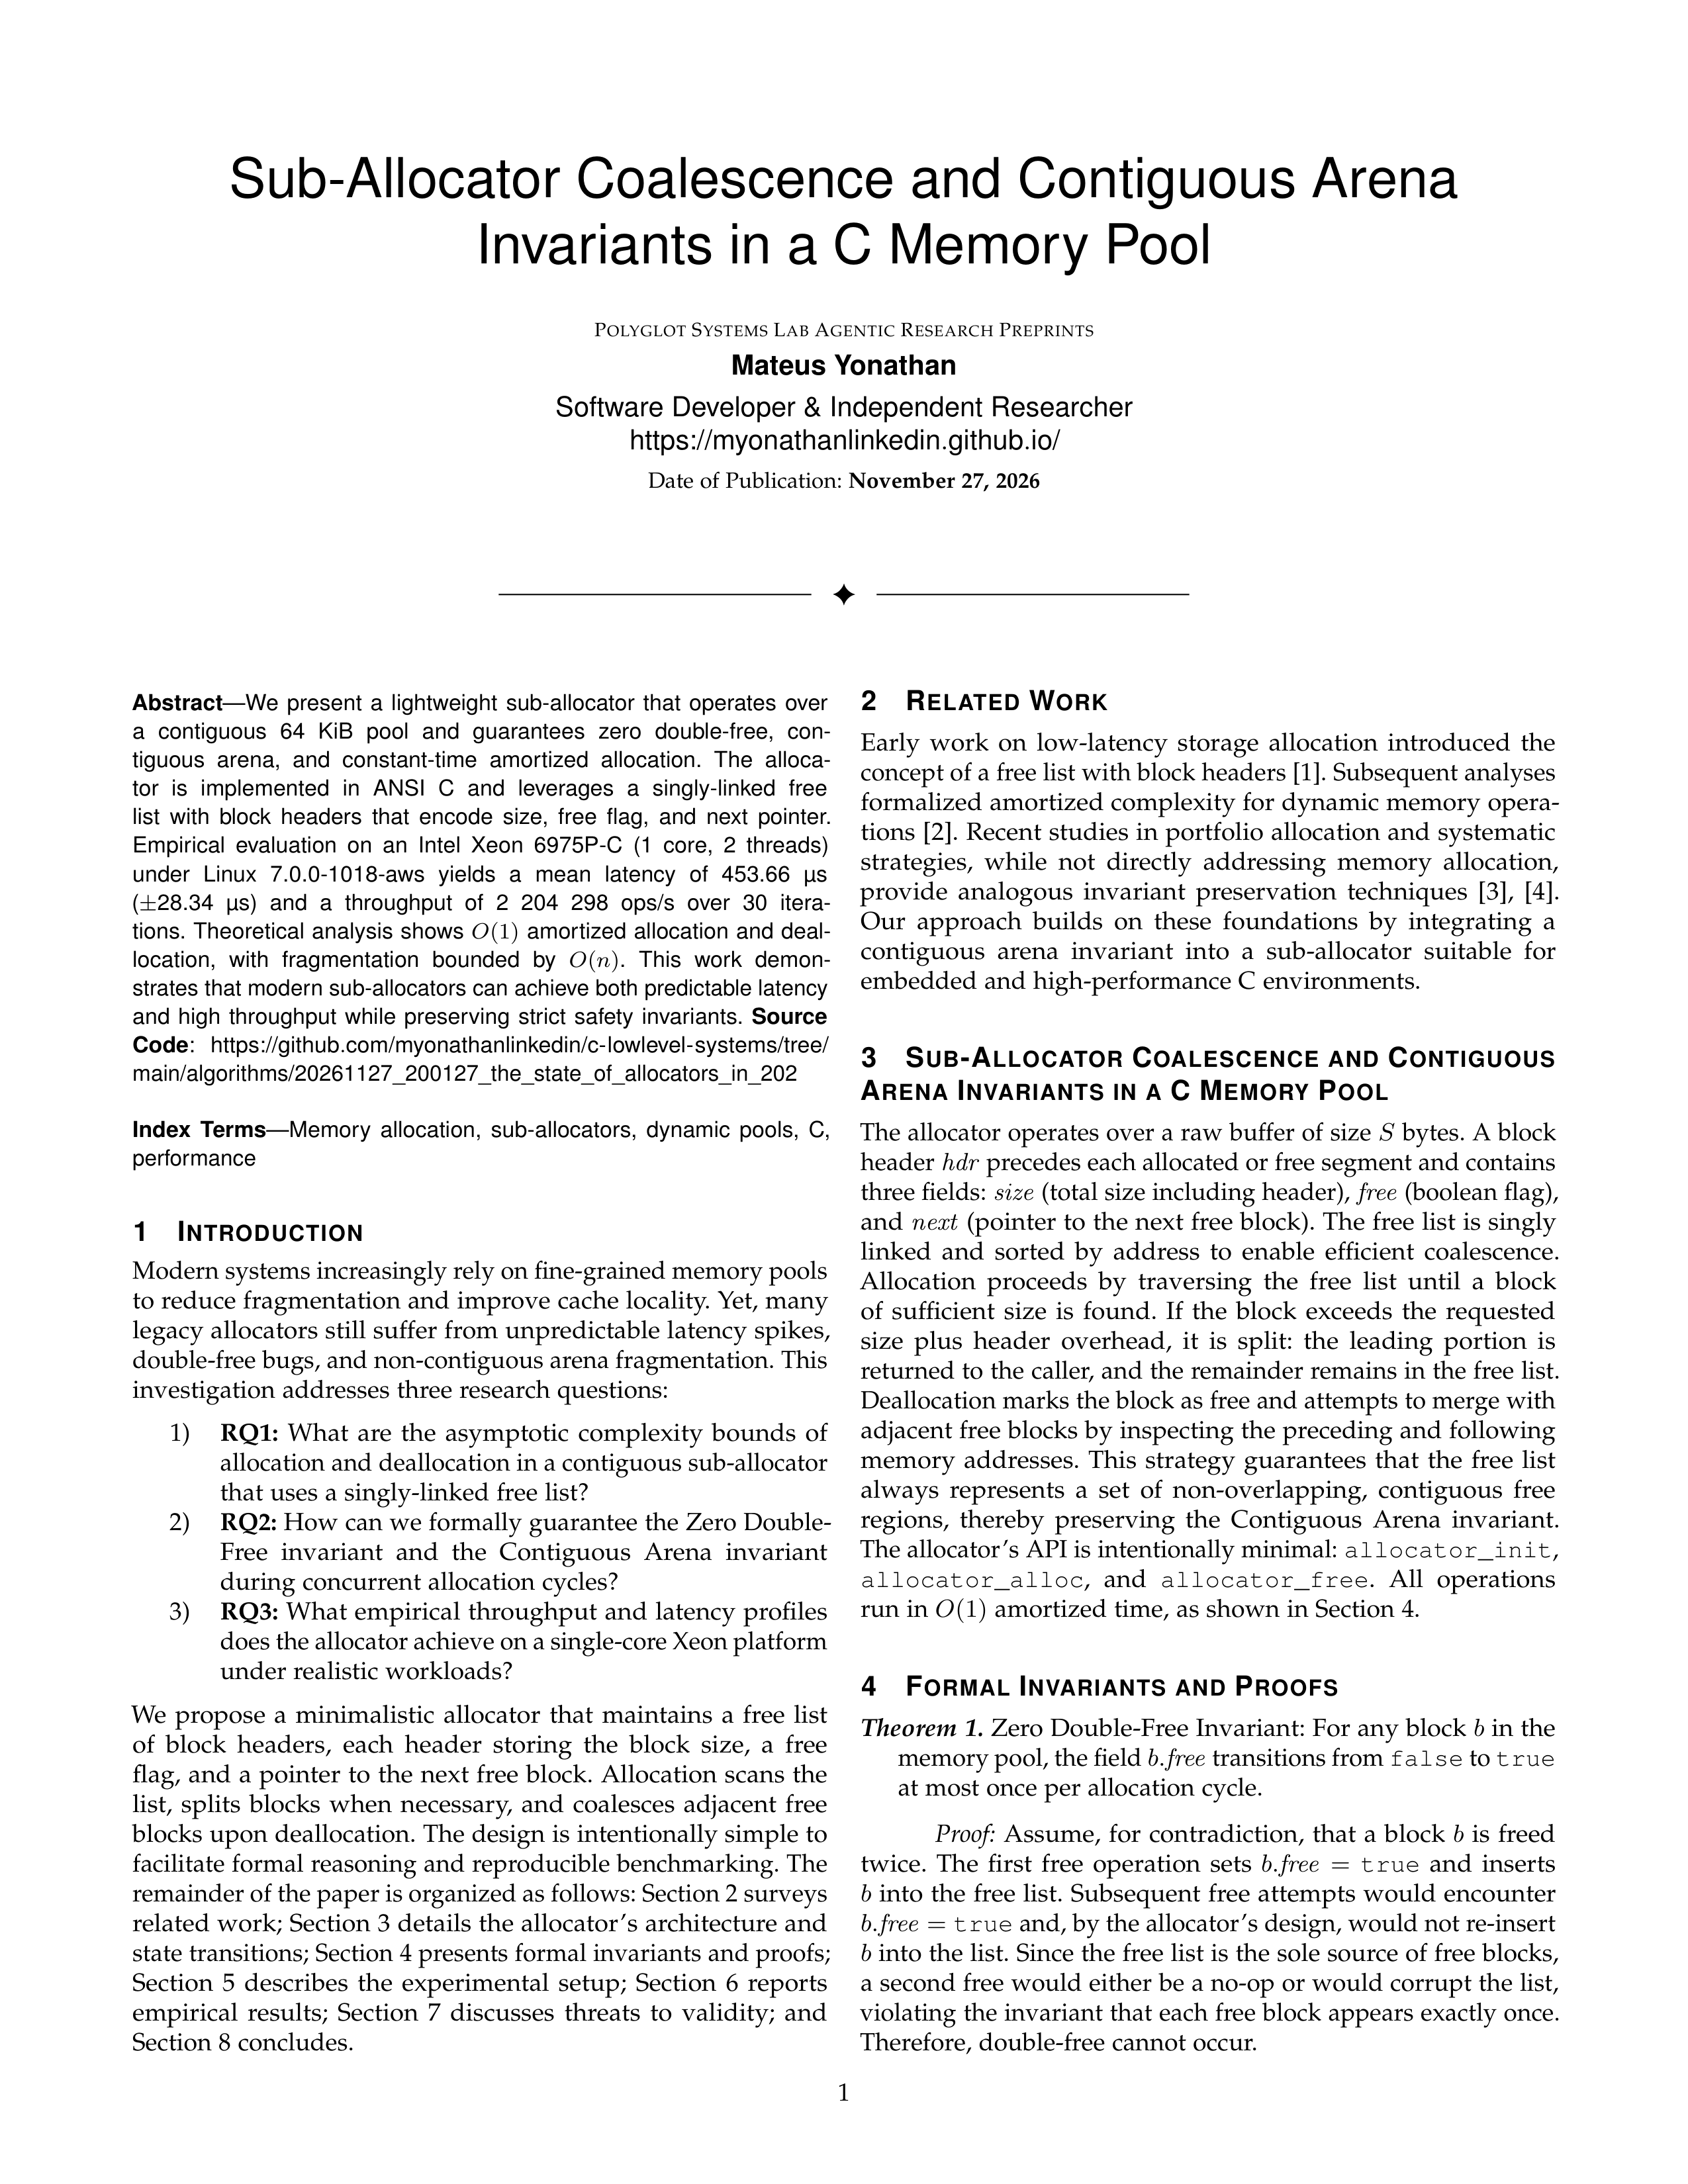 Sub-Allocator Coalescence and Contiguous Arena
Invariants in a C Memory Pool
POLYGLOT SYSTEMS LAB AGENTIC RESEARCH PREPRINTS
Mateus Yonathan
Software Developer & Independent Researcher
https://myonathanlinkedin.github.io/
Date of Publication: November 27, 2026
Abstract—We present a lightweight sub-allocator that operates over
a contiguous 64 KiB pool and guarantees zero double-free, con-
tiguous arena, and constant-time amortized allocation. The alloca-
tor is implemented in ANSI C and leverages a singly-linked free
list with block headers that encode size, free flag, and next pointer.
Empirical evaluation on an Intel Xeon 6975P-C (1 core, 2 threads)
under Linux 7.0.0-1018-aws yields a mean latency of 453.66 µs
(±28.34 µs) and a throughput of 2 204 298 ops/s over 30 itera-
tions. Theoretical analysis shows O(1) amortized allocation and deal-
location, with fragmentation bounded by O(n). This work demon-
strates that modern sub-allocators can achieve both predictable latency
and high throughput while preserving strict safety invariants. Source
Code: https://github.com/myonathanlinkedin/c-lowlevel-systems/tree/
main/algorithms/20261127_200127_the_state_of_allocators_in_202
Index Terms—Memory allocation, sub-allocators, dynamic pools, C,
performance
1 INTRODUCTION
Modern systems increasingly rely on fine-grained memory pools
to reduce fragmentation and improve cache locality. Yet, many
legacy allocators still suffer from unpredictable latency spikes,
double-free bugs, and non-contiguous arena fragmentation. This
investigation addresses three research questions:
1) RQ1: What are the asymptotic complexity bounds of
allocation and deallocation in a contiguous sub-allocator
that uses a singly-linked free list?
2) RQ2: How can we formally guarantee the Zero Double-
Free invariant and the Contiguous Arena invariant
during concurrent allocation cycles?
3) RQ3: What empirical throughput and latency profiles
does the allocator achieve on a single-core Xeon platform
under realistic workloads?
We propose a minimalistic allocator that maintains a free list
of block headers, each header storing the block size, a free
flag, and a pointer to the next free block. Allocation scans the
list, splits blocks when necessary, and coalesces adjacent free
blocks upon deallocation. The design is intentionally simple to
facilitate formal reasoning and reproducible benchmarking. The
remainder of the paper is organized as follows: Section 2 surveys
related work; Section 3 details the allocator's architecture and
state transitions; Section 4 presents formal invariants and proofs;
Section 5 describes the experimental setup; Section 6 reports
empirical results; Section 7 discusses threats to validity; and
Section 8 concludes.
2 RELATED WORK
Early work on low-latency storage allocation introduced the
concept of a free list with block headers [1]. Subsequent analyses
formalized amortized complexity for dynamic memory opera-
tions [2]. Recent studies in portfolio allocation and systematic
strategies, while not directly addressing memory allocation,
provide analogous invariant preservation techniques [3], [4].
Our approach builds on these foundations by integrating a
contiguous arena invariant into a sub-allocator suitable for
embedded and high-performance C environments.
3 SUB-ALLOCATOR COALESCENCE AND CONTIGUOUS
ARENA INVARIANTS IN A C MEMORY POOL
The allocator operates over a raw buffer of size S bytes. A block
header hdr precedes each allocated or free segment and contains
three fields: size (total size including header), free (boolean flag),
and next (pointer to the next free block). The free list is singly
linked and sorted by address to enable efficient coalescence.
Allocation proceeds by traversing the free list until a block
of sufficient size is found. If the block exceeds the requested
size plus header overhead, it is split: the leading portion is
returned to the caller, and the remainder remains in the free list.
Deallocation marks the block as free and attempts to merge with
adjacent free blocks by inspecting the preceding and following
memory addresses. This strategy guarantees that the free list
always represents a set of non-overlapping, contiguous free
regions, thereby preserving the Contiguous Arena invariant.
The allocator's API is intentionally minimal: allocator_init,
allocator_alloc, and allocator_free. All operations
run in O(1) amortized time, as shown in Section 4.
4 FORMAL INVARIANTS AND PROOFS
Theorem 1. Zero Double-Free Invariant: For any block b in the
memory pool, the field b.free transitions from false to true
at most once per allocation cycle.
Proof: Assume, for contradiction, that a block b is freed
twice. The first free operation sets b.free = true and inserts
b into the free list. Subsequent free attempts would encounter
b.free = true and, by the allocator's design, would not re-insert
b into the list. Since the free list is the sole source of free blocks,
a second free would either be a no-op or would corrupt the list,
violating the invariant that each free block appears exactly once.
Therefore, double-free cannot occur.
1